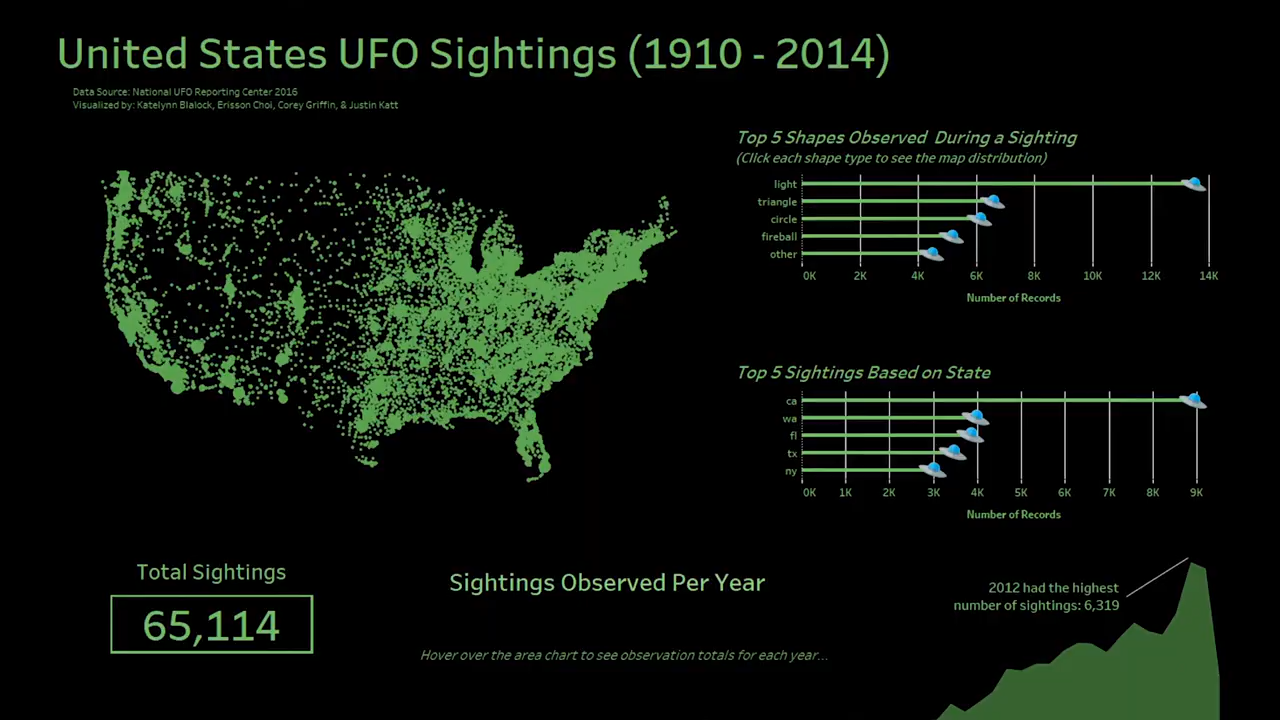 United States UFO Sightings (1910 - 2014)
Data Source: National UFO Reporting Center 2016
Visualized by: Katelynn Blalock, Erisson Choi, Corey Griffin, & Justin Katt
Top 5 Shapes Observed During a Sighting
(Click each shape type to see the map distribution)
light
triangle
circle
fireball
other
0K 2K 4K 6K 8K 10K 12K 14K
Number of Records
Top 5 Sightings Based on State
ca
wa
fl
tx
ny
0K 1K 2K 3K 4K 5K 6K 7K 8K 9K
Number of Records
Total Sightings
65,114
Sightings Observed Per Year
Hover over the area chart to see observation totals for each year...
2012 had the highest
number of sightings: 6,319